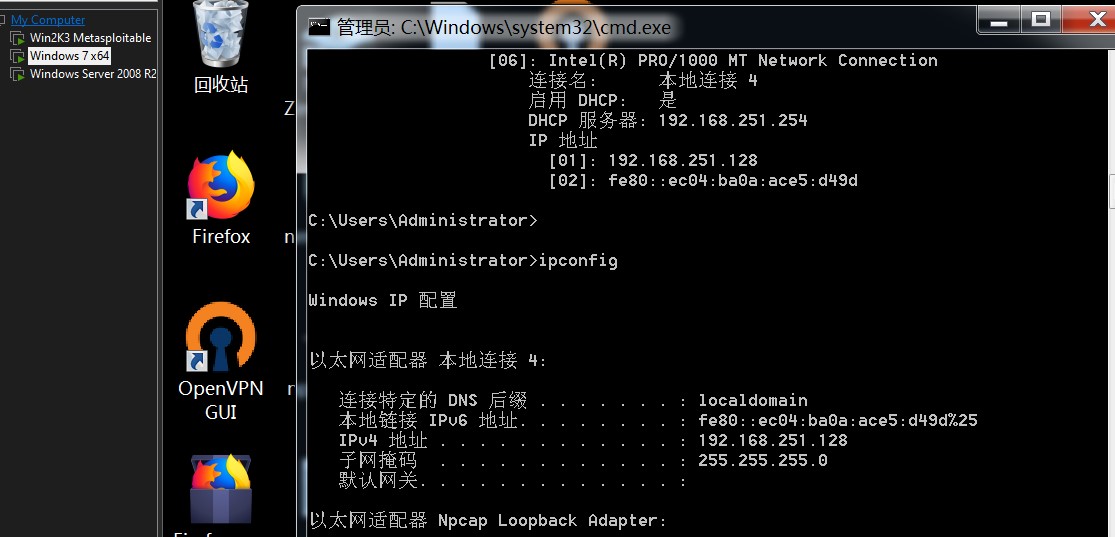 My Computer
Win2K3 Metasploitable
Windows 7 x64
Windows Server 2008 R2
回收站
Z
Firefox
n
OpenVPN
GUI
n
管理员: C:\Windows\system32\cmd.exe
[06]: Intel(R) PRO/1000 MT Network Connection
连接名: 本地连接 4
启用 DHCP: 是
DHCP 服务器: 192.168.251.254
IP 地址
[01]: 192.168.251.128
[02]: fe80::ec04:ba0a:ace5:d49d
C:\Users\Administrator>
C:\Users\Administrator>ipconfig
Windows IP 配置
以太网适配器 本地连接 4:
连接特定的 DNS 后缀 . . . . . . . : localdomain
本地链接 IPv6 地址. . . . . . . . : fe80::ec04:ba0a:ace5:d49d%25
IPv4 地址 . . . . . . . . . . . . : 192.168.251.128
子网掩码 . . . . . . . . . . . . : 255.255.255.0
默认网关. . . . . . . . . . . . . :
以太网适配器 Npcap Loopback Adapter: